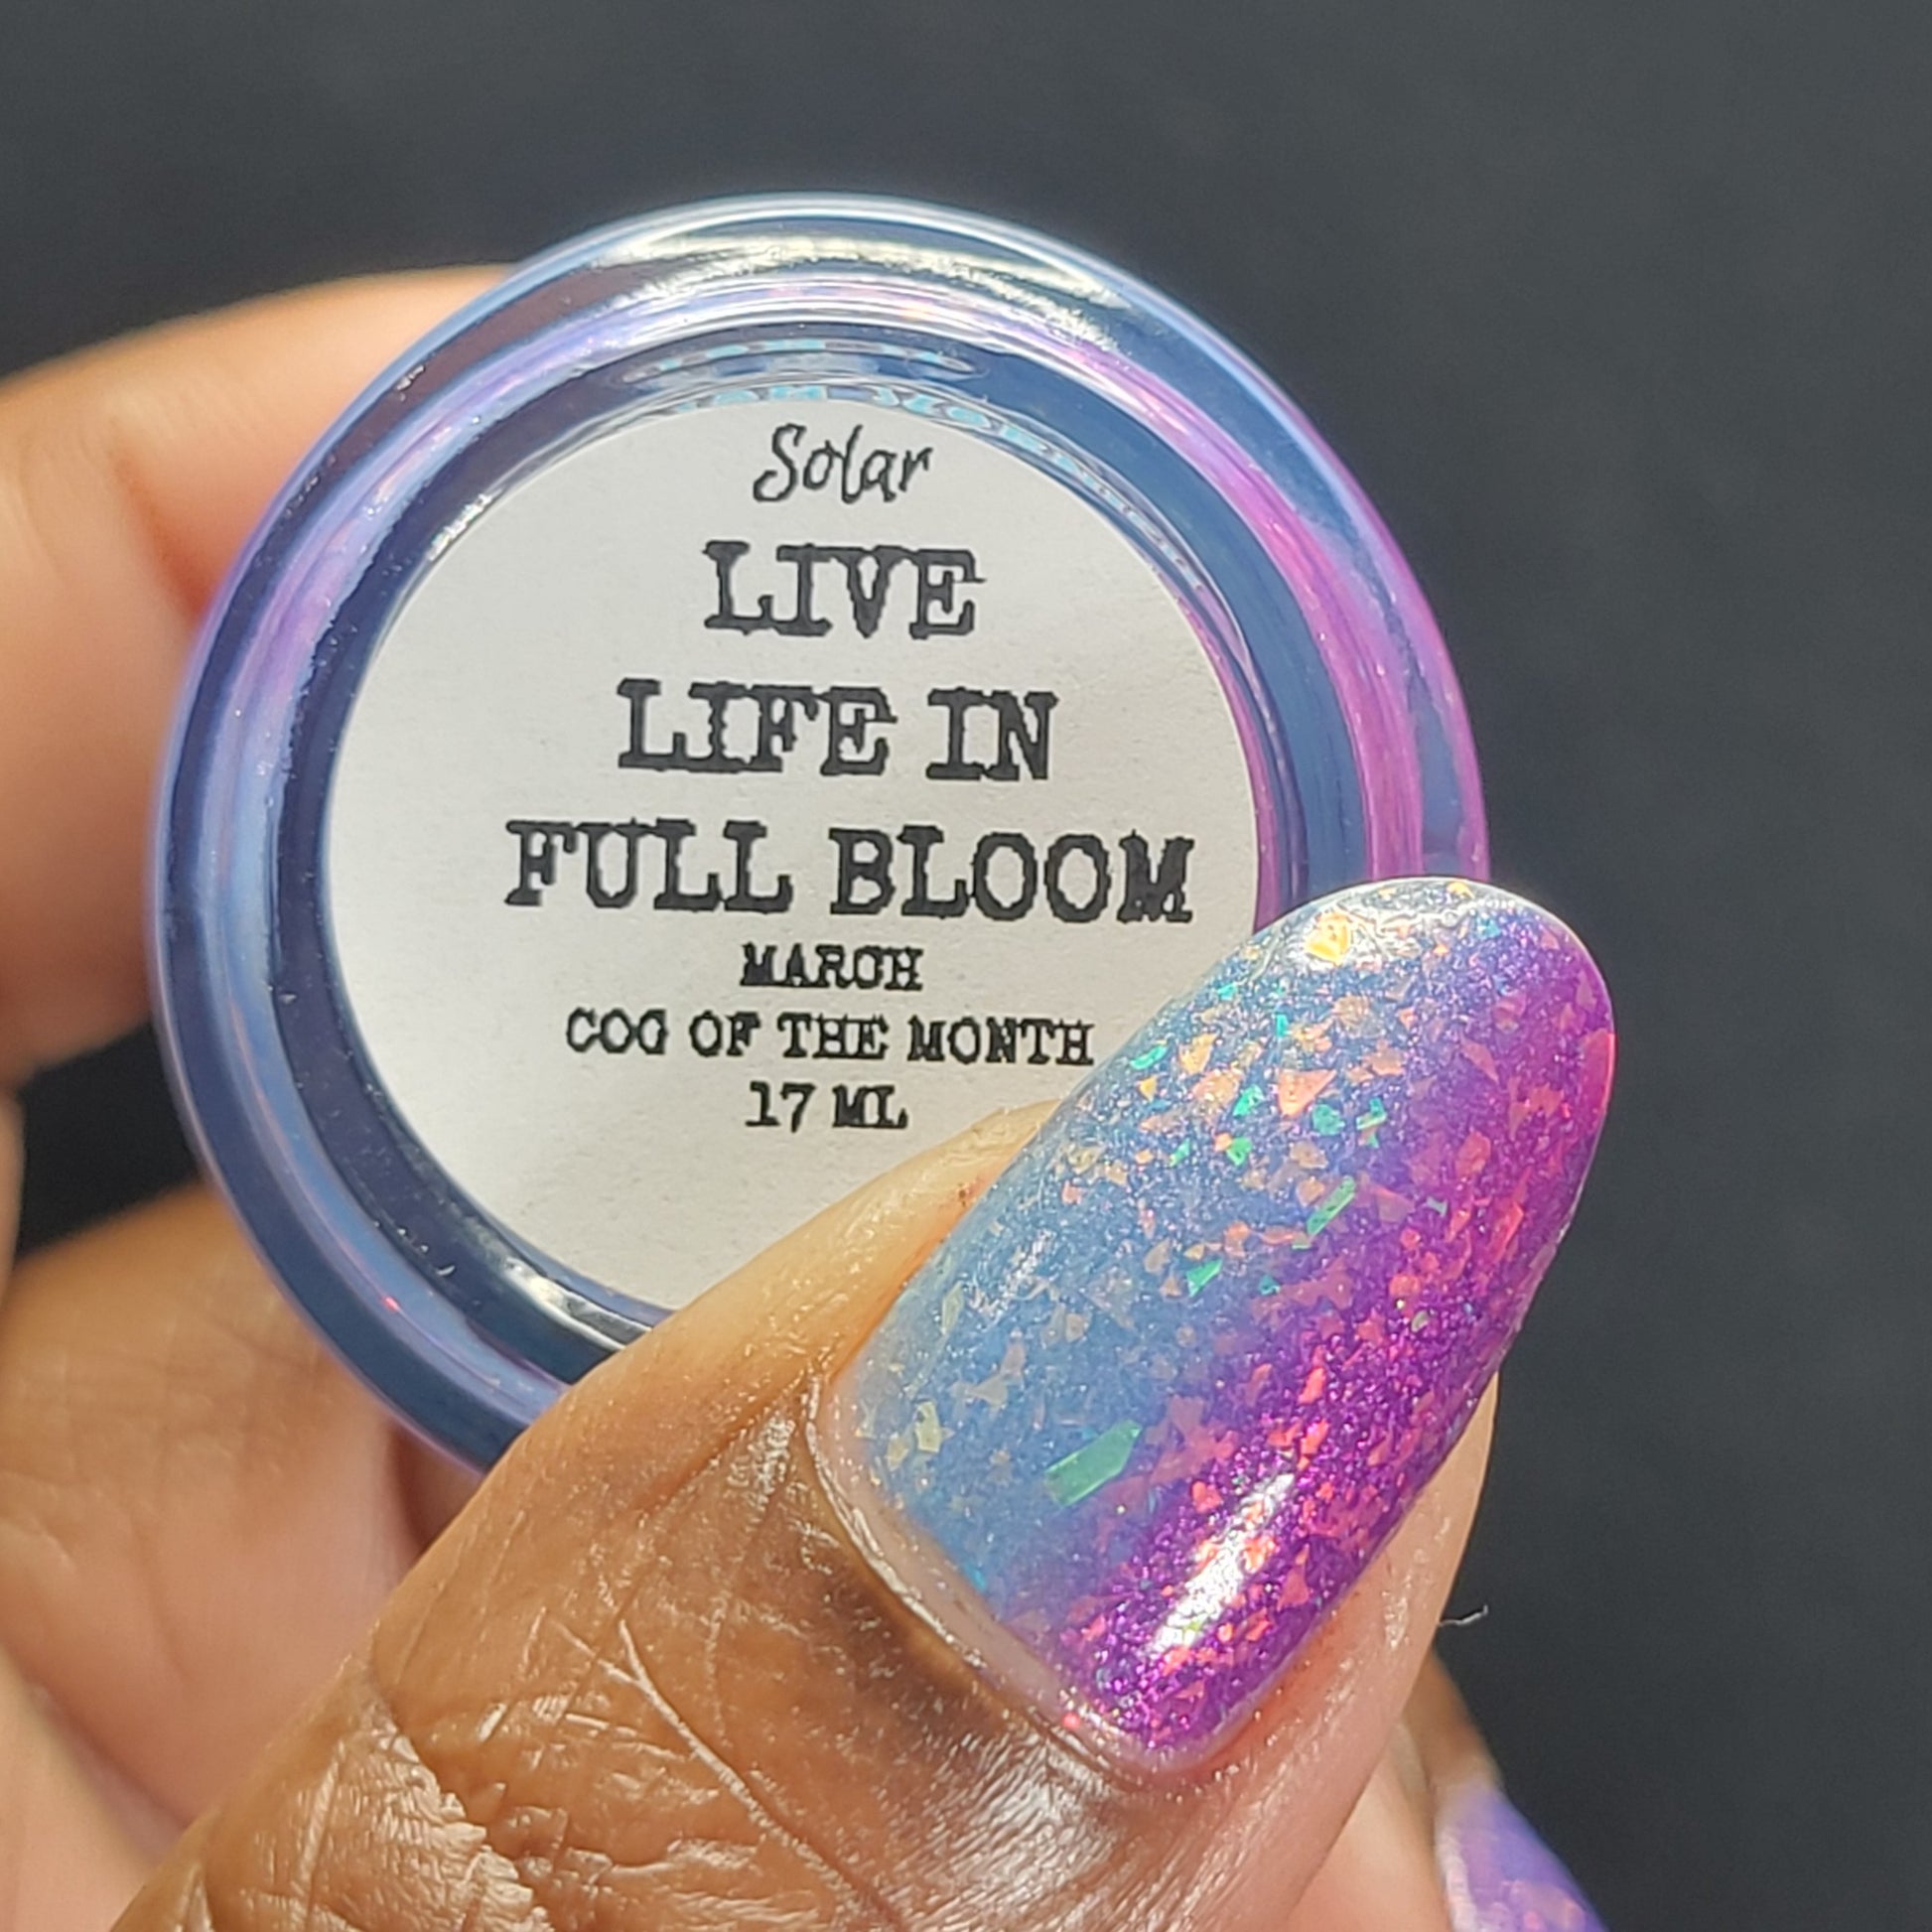 Solar
LIVE
LIFE IN
FULL BLOOM
MARCH
COG OF THE MONTH
17 ML